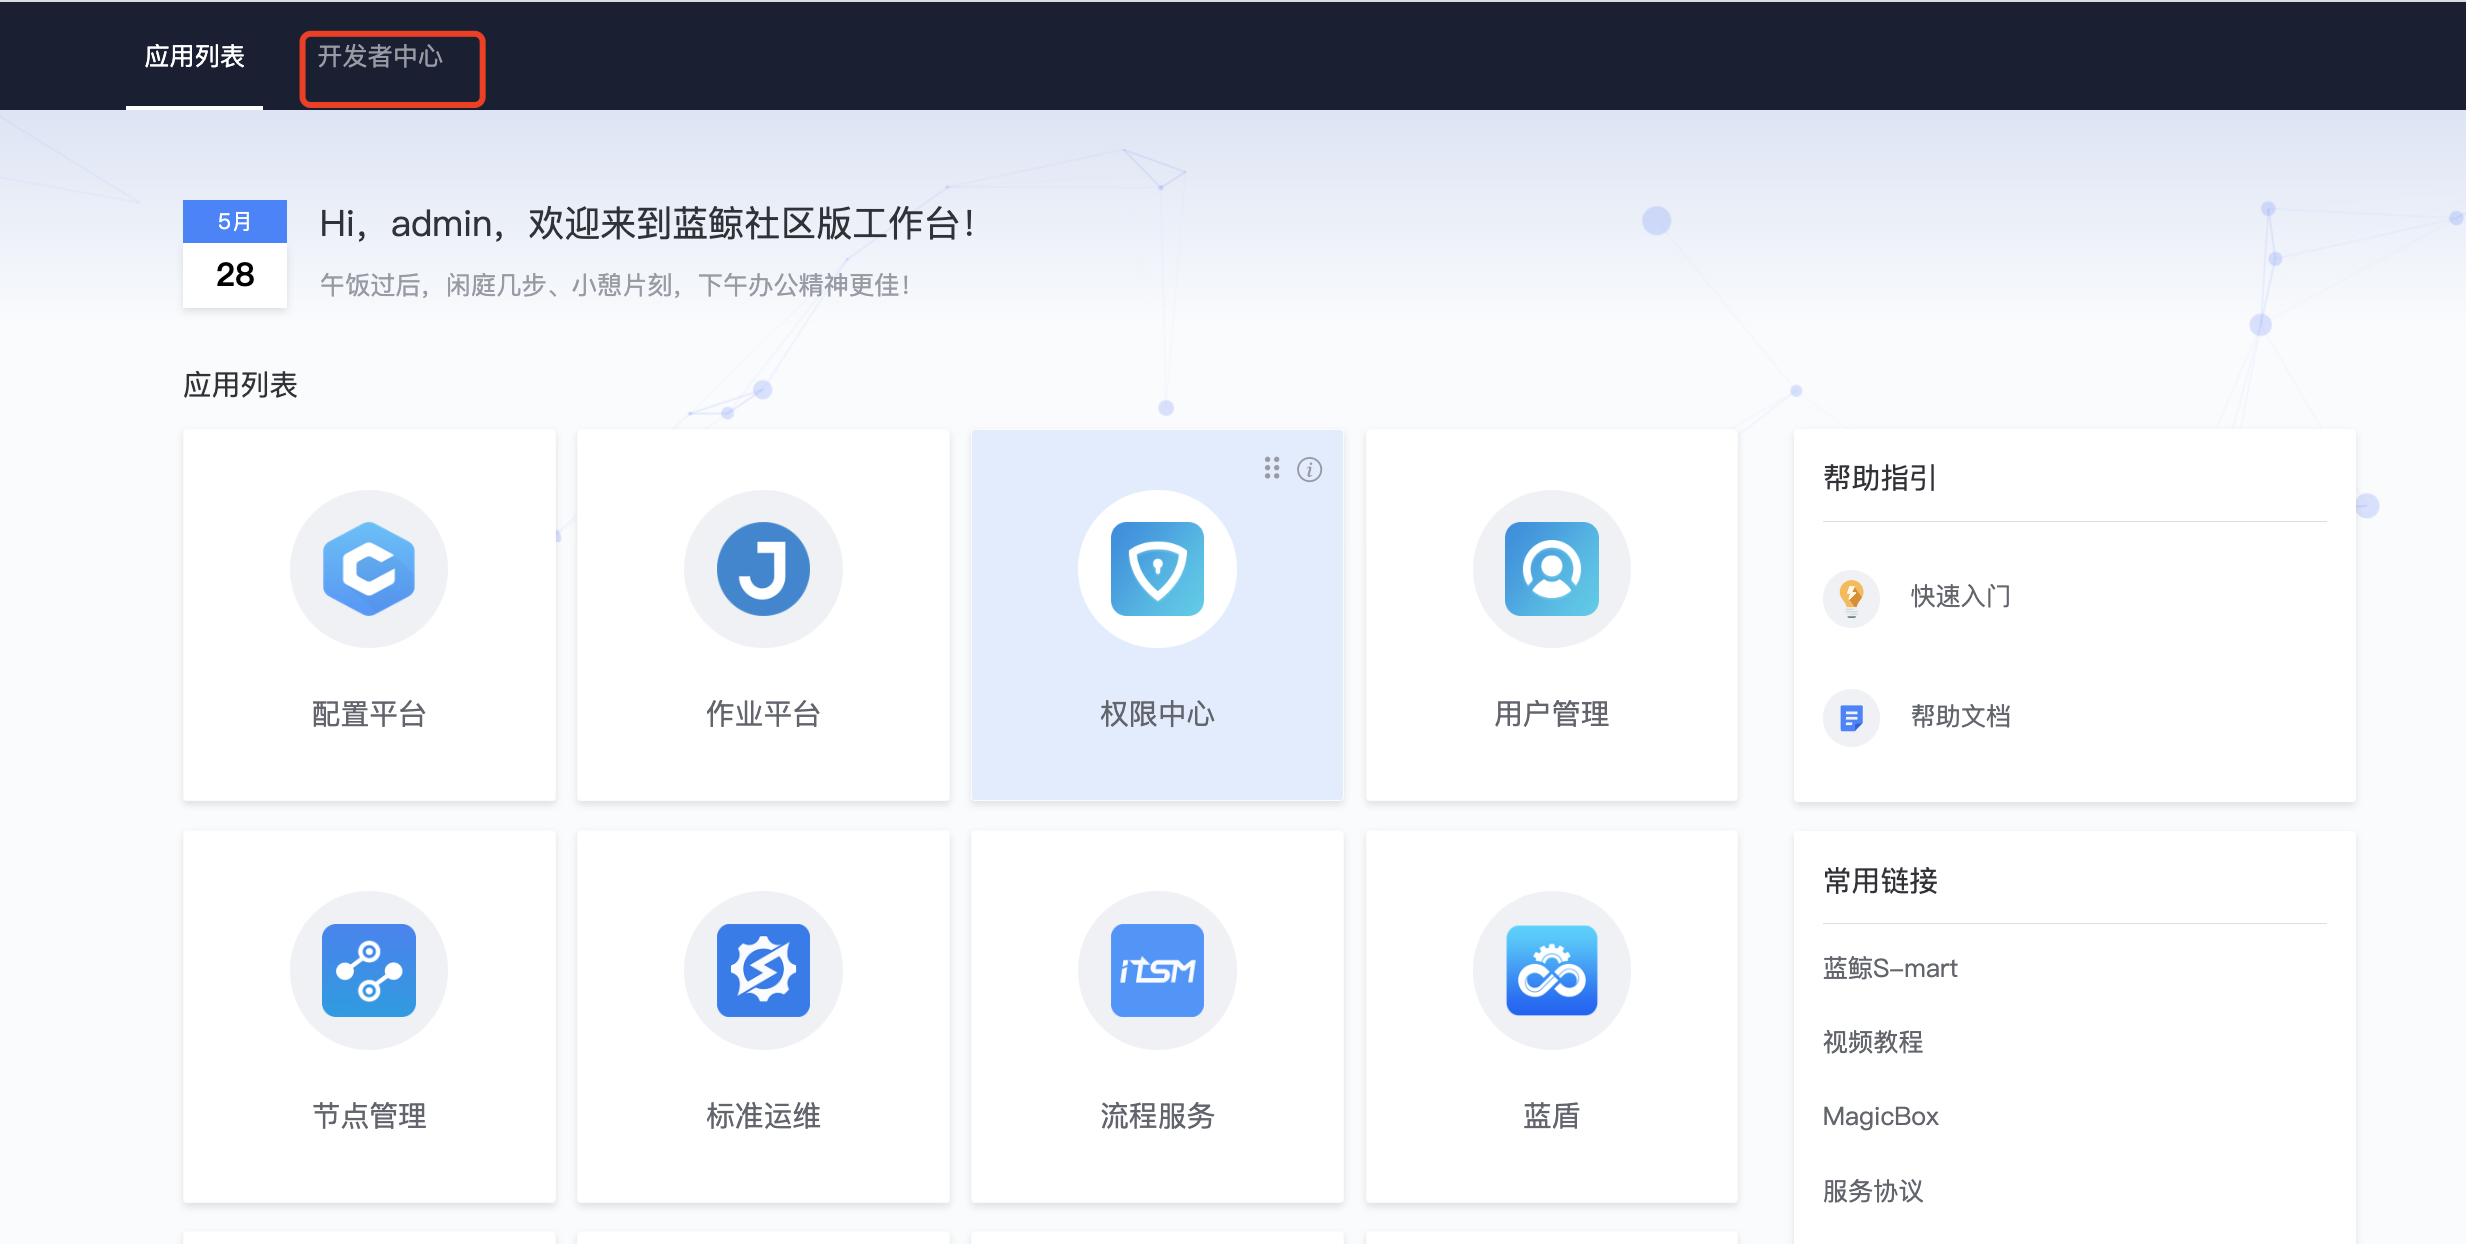 应用列表
开发者中心
5月
28
Hi，admin，欢迎来到蓝鲸社区版工作台！
午饭过后，闲庭几步、小憩片刻，下午办公精神更佳！
应用列表
配置平台
作业平台
权限中心
用户管理
帮助指引
快速入门
帮助文档
iTSM
节点管理
标准运维
流程服务
蓝盾
常用链接
蓝鲸S-mart
视频教程
MagicBox
服务协议